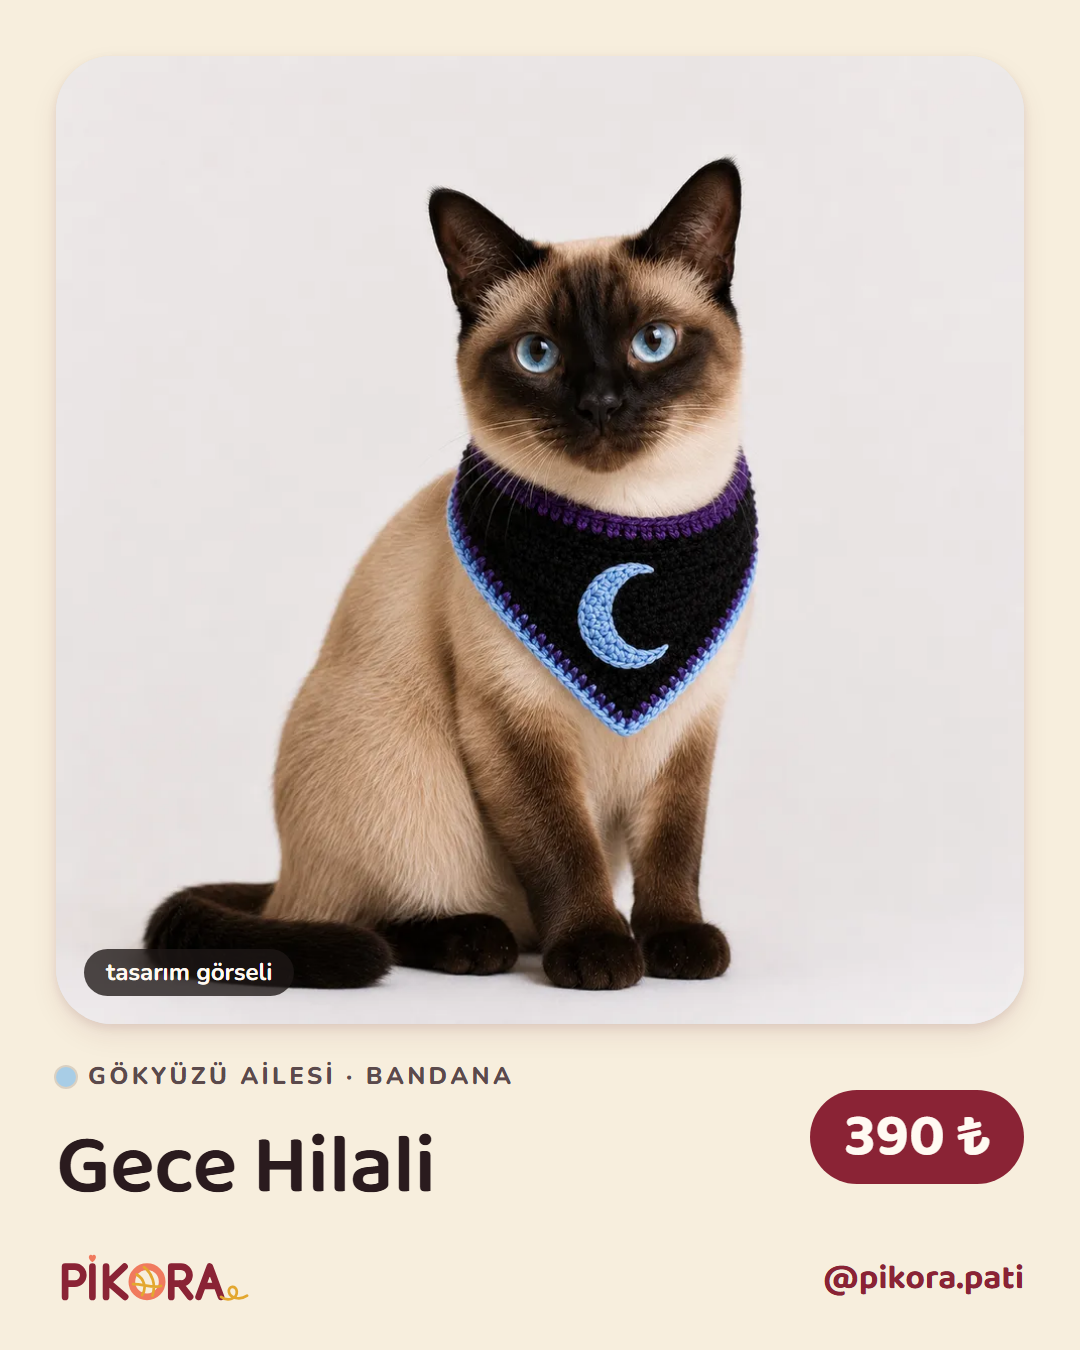 tasarım görseli
GÖKYÜZÜ AİLESİ · BANDANA
Gece Hilali
390 ₺
PİKORA
@pikora.pati